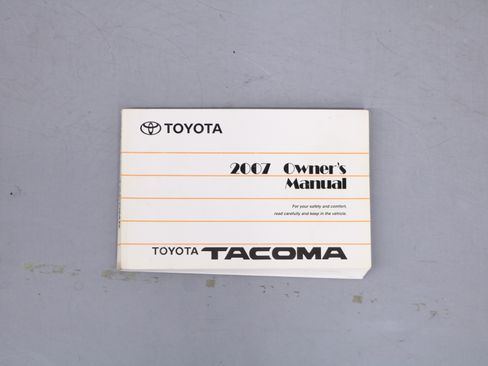 TOYOTA
2007 Owner's
Manual
For your safety and comfort,
read carefully and keep in the vehicle.
TOYOTA TACOMA